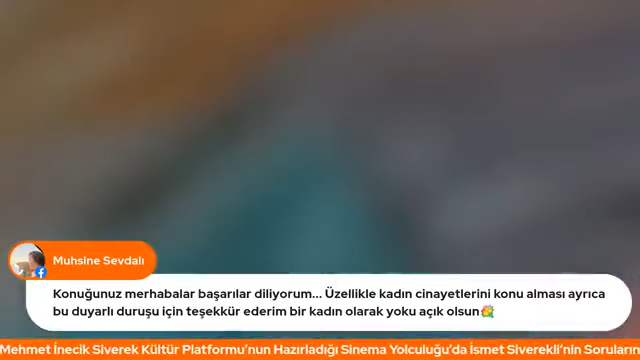 Muhsine Sevdalı
Konuğunuz merhabalar başarılar diliyorum... Üzellikle kadın cinayetlerini konu alması ayrıca
bu duyarlı duruşu için teşekkür ederim bir kadın olarak yoku açık olsun💐
Mehmet İnecik Siverek Kültür Platformu'nun Hazırladığı Sinema Yolculuğu'da İsmet Siverekli'nin Soruların